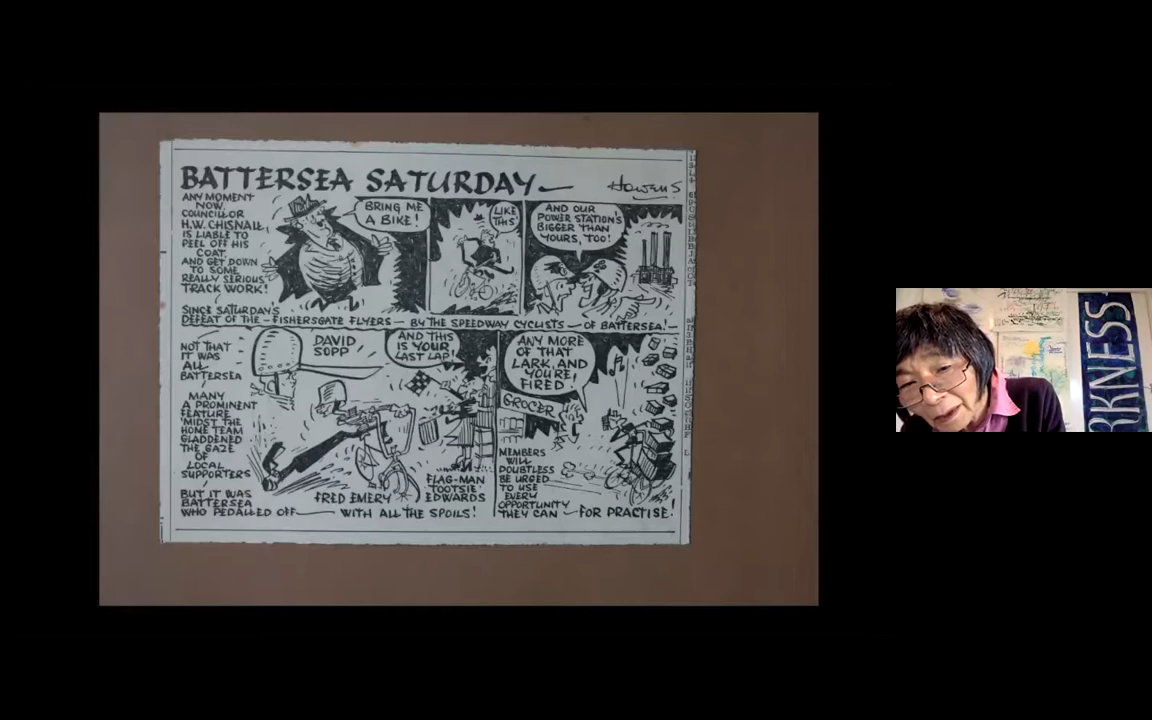 BATTERSEA SATURDAY—
Howens
ANY MOMENT
NOW,
COUNCILLOR
H.W. CHISNALL,
IS LIABLE TO
PEEL OFF HIS
COAT,
AND GET DOWN
TO SOME
REALLY SERIOUS
TRACK WORK!
BRING ME
A BIKE!
LIKE
THIS
AND OUR
POWER STATION'S
BIGGER THAN
YOURS, TOO!
SINCE SATURDAY'S
DEFEAT OF THE — FISHERSGATE FLYERS — BY THE SPEEDWAY CYCLISTS — OF BATTERSEA! —
NOT THAT
IT WAS
ALL
BATTERSEA
MANY
A PROMINENT
FEATURE
'MIDST THE
HOME TEAM
GLADDENED
THE GAZE
OF
LOCAL
SUPPORTERS
BUT IT WAS
BATTERSEA
WHO PEDALLED OFF — WITH ALL THE SPOILS!
DAVID
SOPP
AND THIS
IS YOUR
LAST LAP!
FRED EMERY
FLAG-MAN
'TOOTSIE'
EDWARDS
ANY MORE
OF THAT
LARK, AND
YOU'RE
FIRED!
GROCER
MEMBERS
WILL
DOUBTLESS
BE URGED
TO USE
EVERY
OPPORTUNITY
THEY CAN — FOR PRACTISE!
RKNESS